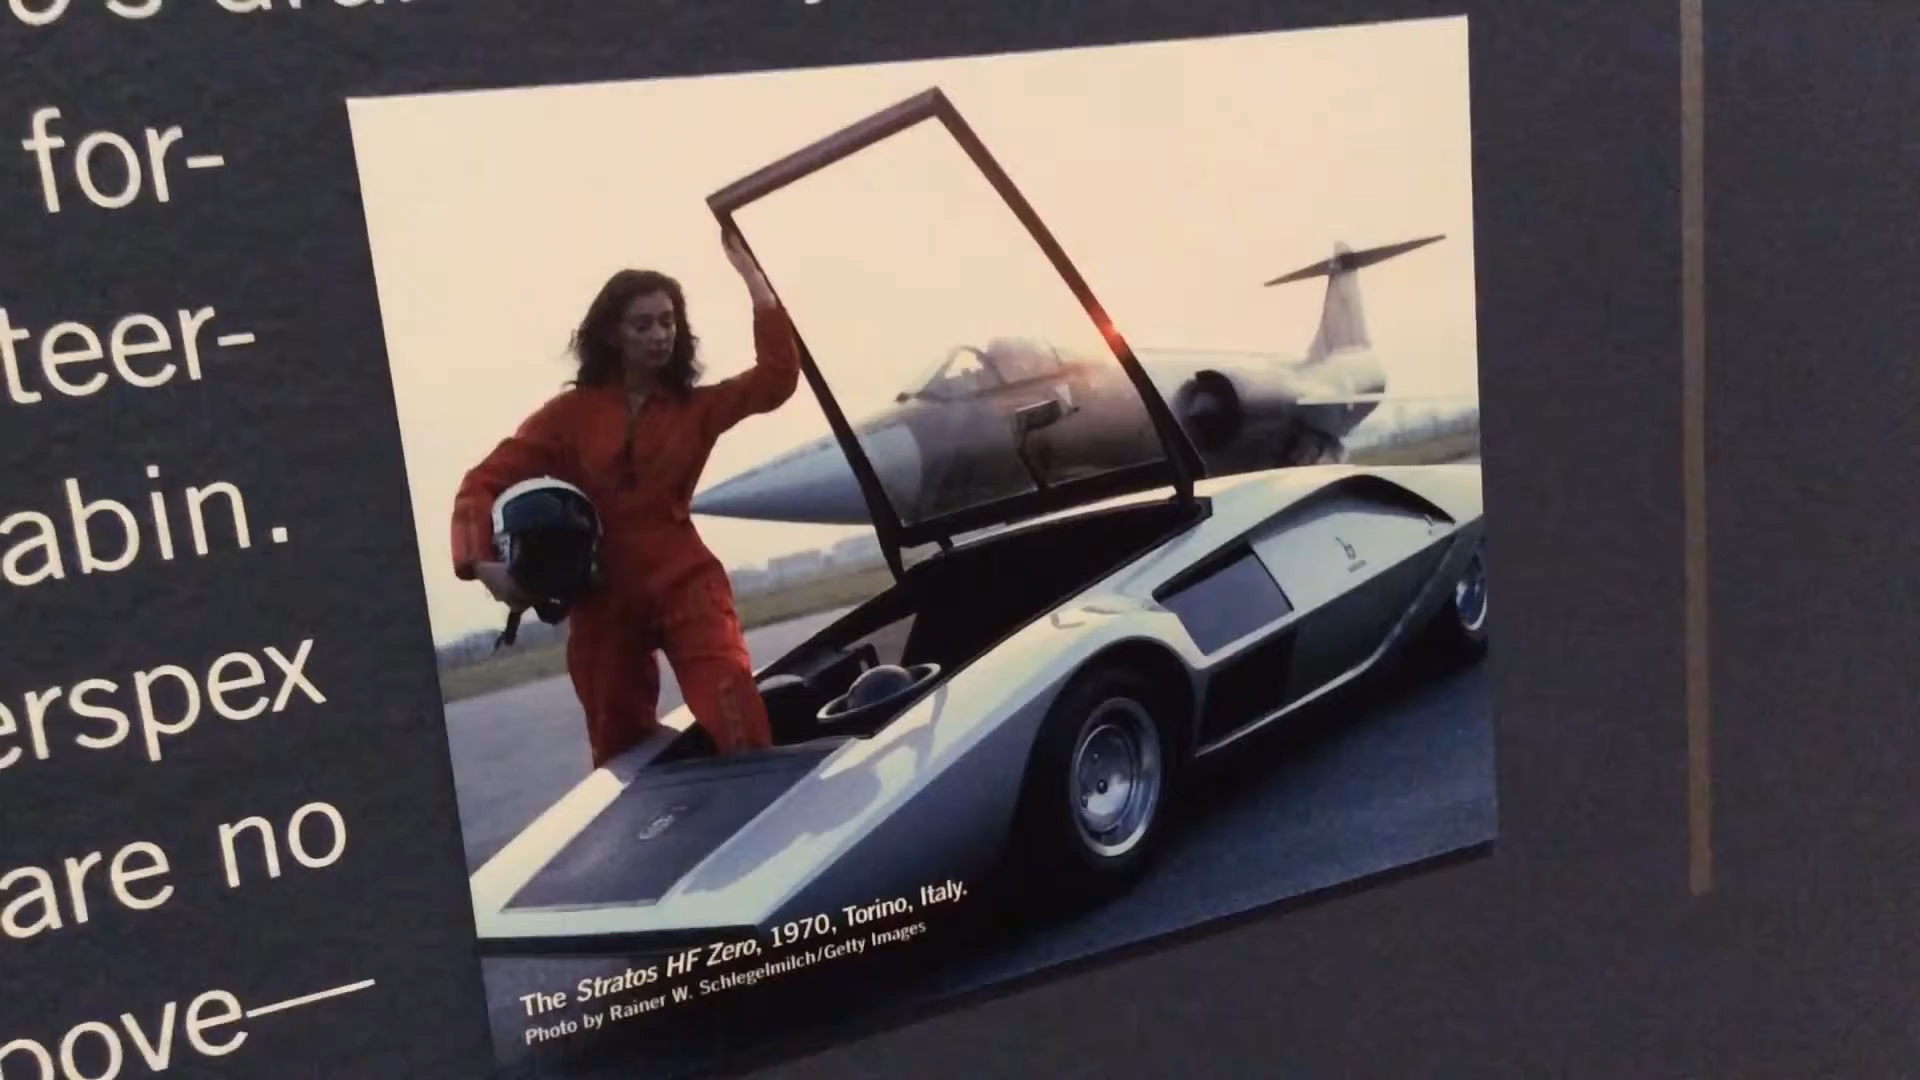 for-
teer-
abin.
erspex
are no
ove—
The Stratos HF Zero, 1970, Torino, Italy.
Photo by Rainer W. Schlegelmilch/Getty Images